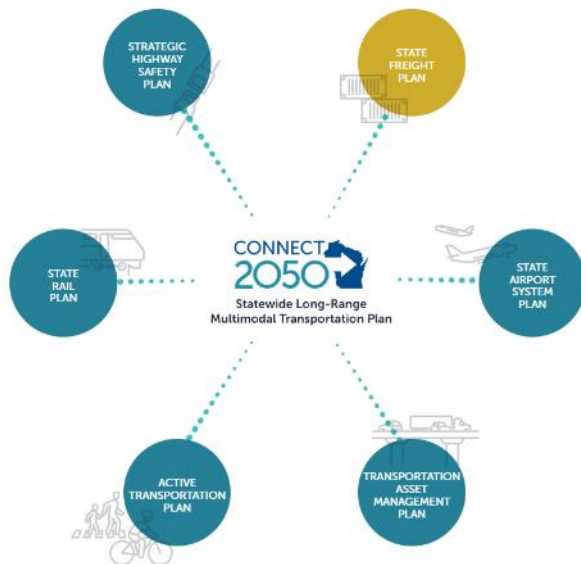 STRATEGIC
HIGHWAY
SAFETY
PLAN
STATE
FREIGHT
PLAN
CONNECT
2050
Statewide Long-Range
Multimodal Transportation Plan
STATE
RAIL
PLAN
STATE
AIRPORT
SYSTEM
PLAN
ACTIVE
TRANSPORTATION
PLAN
TRANSPORTATION
ASSET
MANAGEMENT
PLAN